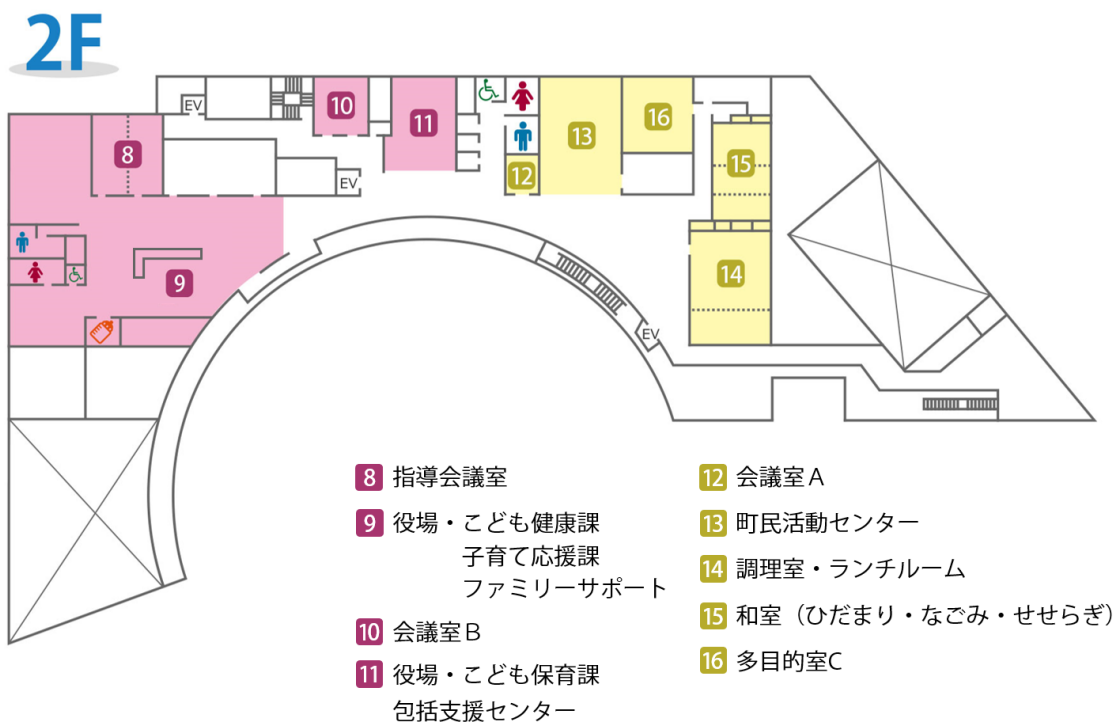 2F
EV
10
16
11
13
8
15
12
EV
14
9
EV
8 指導会議室
9 役場・こども健康課
子育て応援課
ファミリーサポート
10 会議室B
11 役場・こども保育課
包括支援センター
12 会議室A
13 町民活動センター
14 調理室・ランチルーム
15 和室（ひだまり・なごみ・せせらぎ）
16 多目的室C